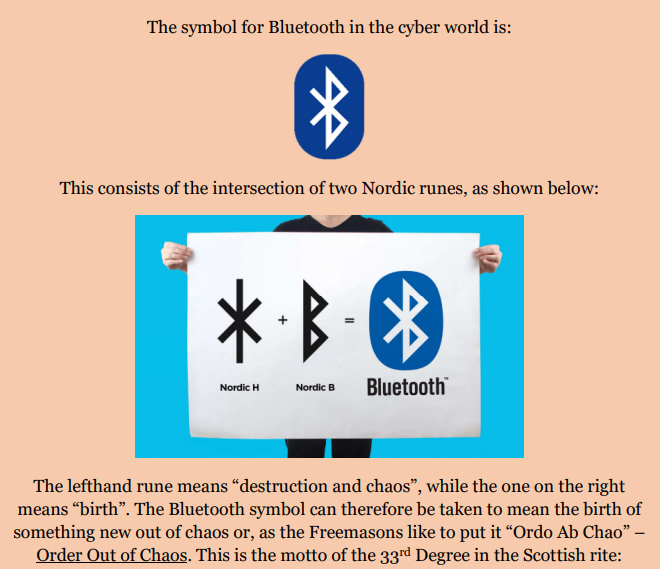 The symbol for Bluetooth in the cyber world is:
This consists of the intersection of two Nordic runes, as shown below:
+ =
Nordic H Nordic B Bluetooth™
The lefthand rune means “destruction and chaos”, while the one on the right
means “birth”. The Bluetooth symbol can therefore be taken to mean the birth of
something new out of chaos or, as the Freemasons like to put it “Ordo Ab Chao” –
Order Out of Chaos. This is the motto of the 33rd Degree in the Scottish rite: